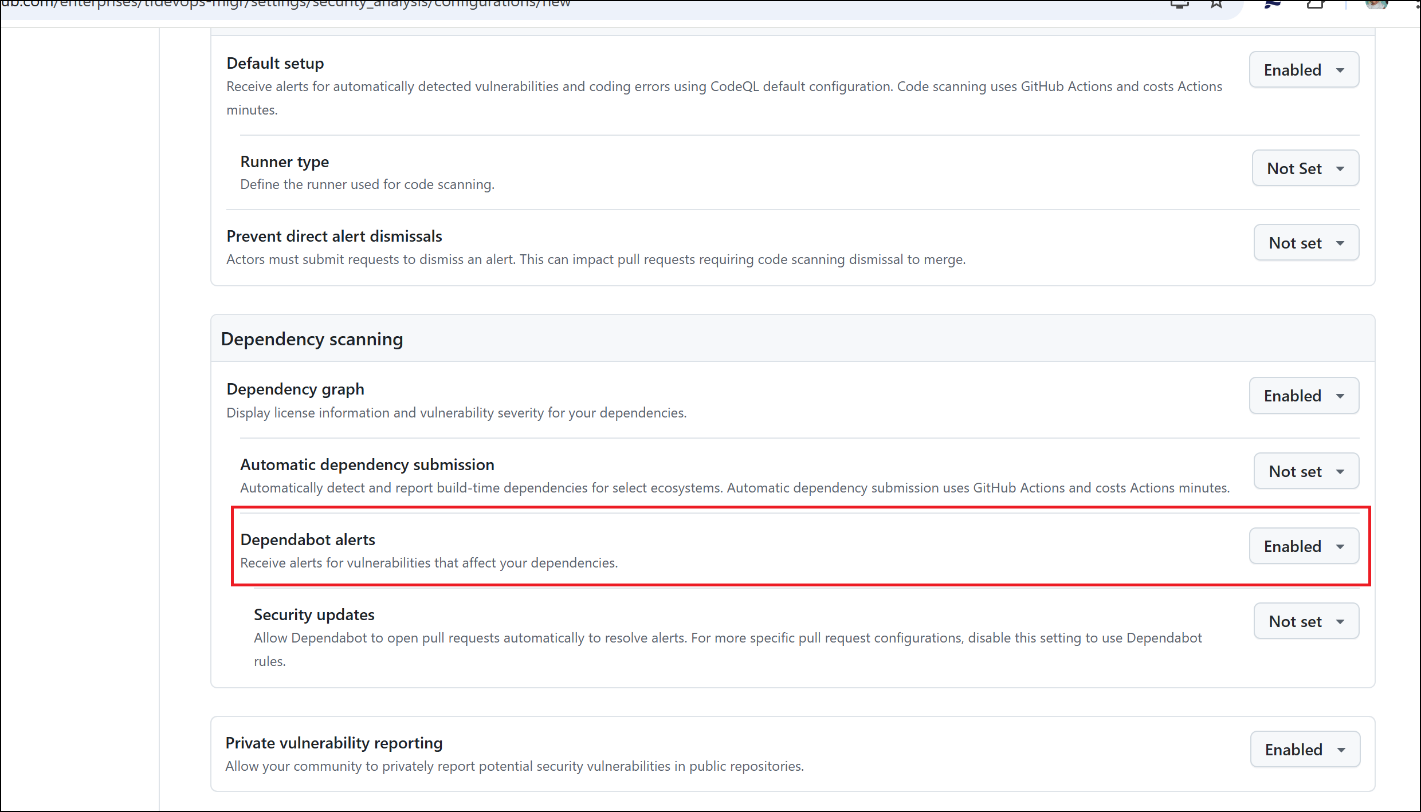 ub.com/enterprises/tfdevops-migr/settings/security_analysis/configurations/new
Default setup
Enabled
Receive alerts for automatically detected vulnerabilities and coding errors using CodeQL default configuration. Code scanning uses GitHub Actions and costs Actions
minutes.
Runner type
Not Set
Define the runner used for code scanning.
Prevent direct alert dismissals
Not set
Actors must submit requests to dismiss an alert. This can impact pull requests requiring code scanning dismissal to merge.
Dependency scanning
Dependency graph
Enabled
Display license information and vulnerability severity for your dependencies.
Automatic dependency submission
Not set
Automatically detect and report build-time dependencies for select ecosystems. Automatic dependency submission uses GitHub Actions and costs Actions minutes.
Dependabot alerts
Enabled
Receive alerts for vulnerabilities that affect your dependencies.
Security updates
Not set
Allow Dependabot to open pull requests automatically to resolve alerts. For more specific pull request configurations, disable this setting to use Dependabot
rules.
Private vulnerability reporting
Enabled
Allow your community to privately report potential security vulnerabilities in public repositories.